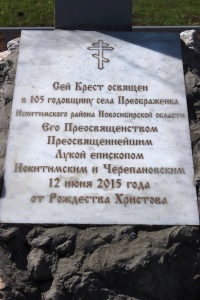 Сей Крест освящен
в 105 годовщину села Преображенка
Искитимского района Новосибирской области
Его Преосвященством
Преосвященнейшим
Лукой епископом
Искитимским и Черепановским
12 июня 2015 года
от Рождества Христова